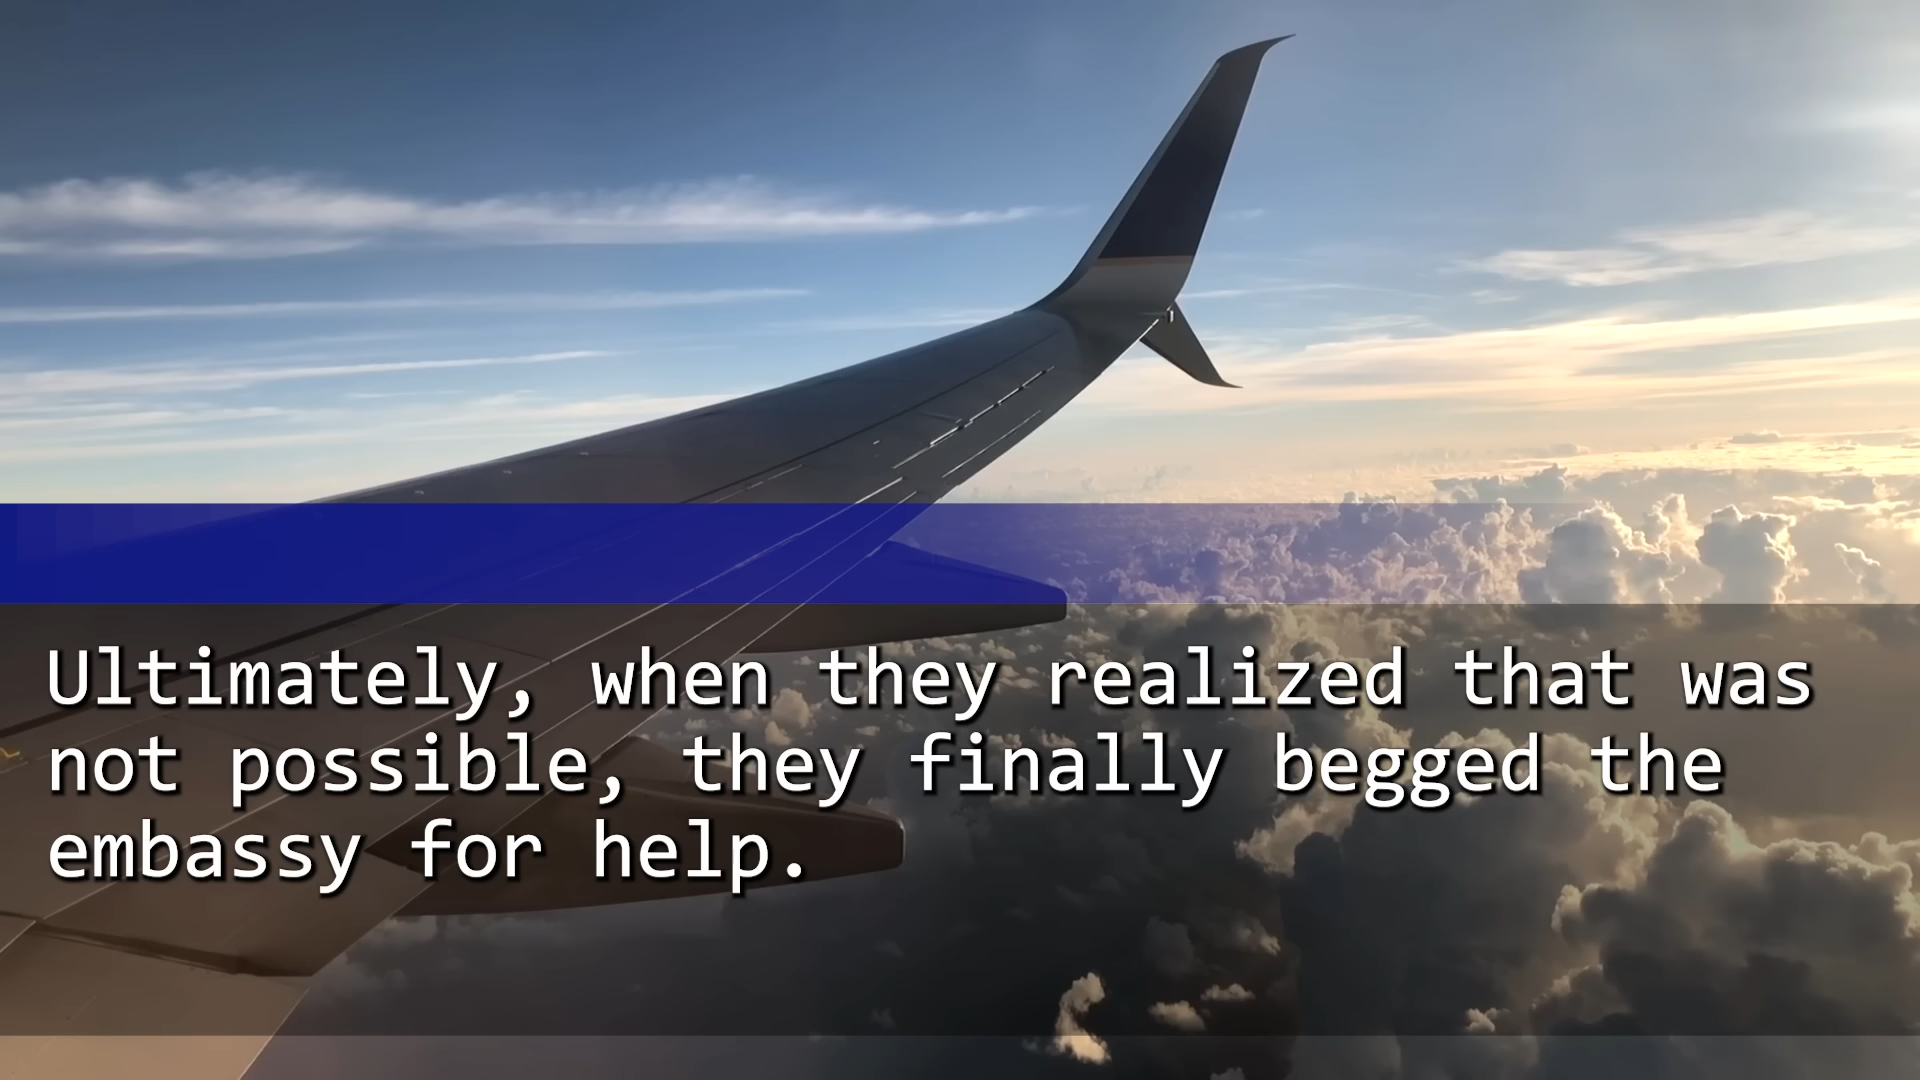 Ultimately, when they realized that was
not possible, they finally begged the
embassy for help.